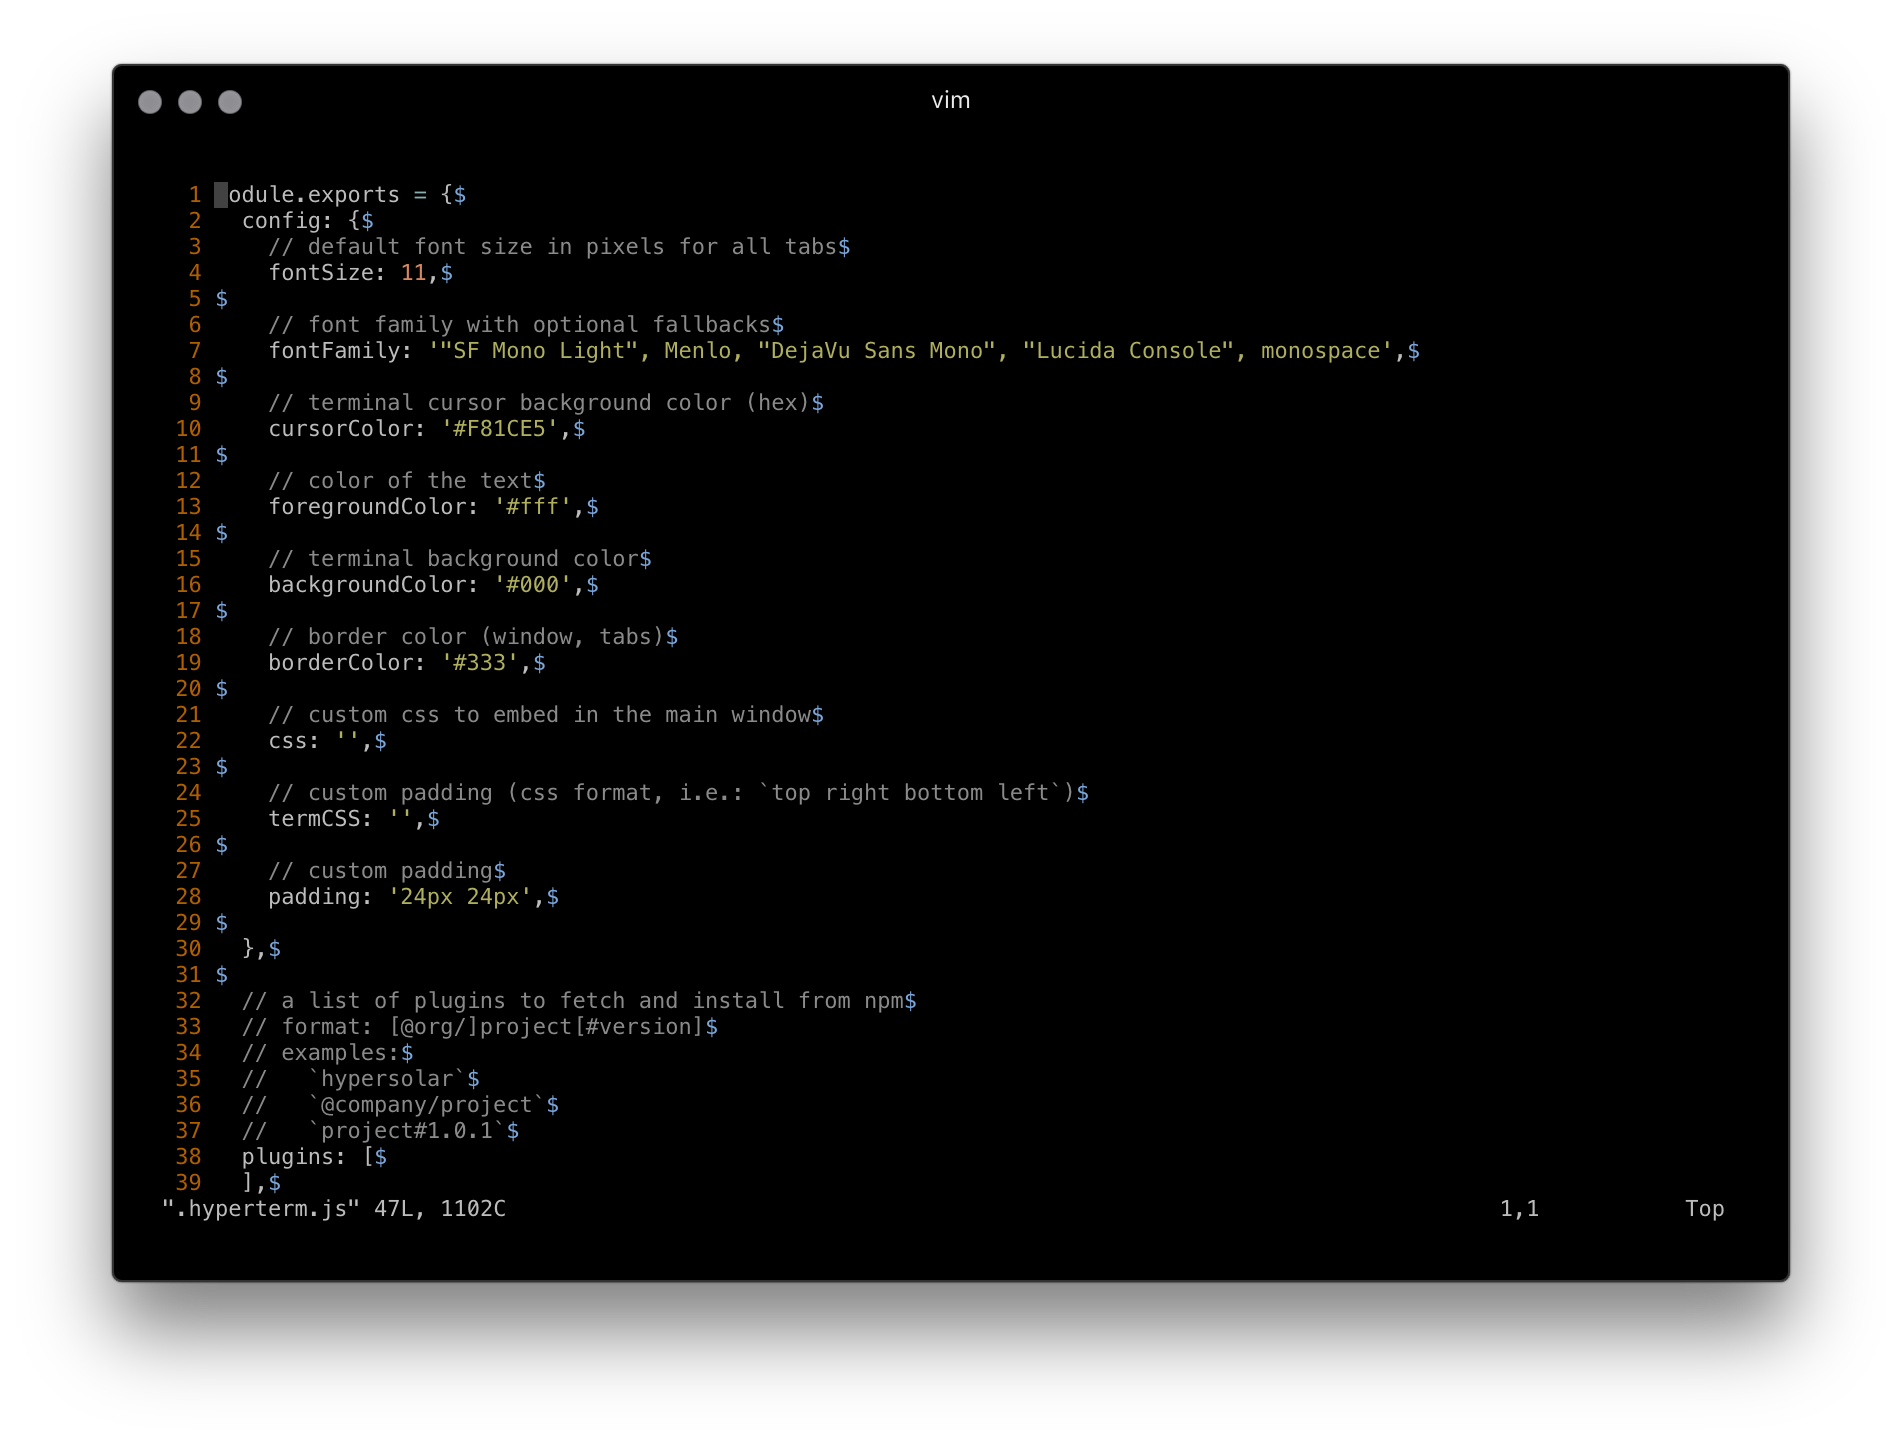 vim
1 odule.exports = {$
2   config: {$
3     // default font size in pixels for all tabs$
4     fontSize: 11,$
5 $
6     // font family with optional fallbacks$
7     fontFamily: '"SF Mono Light", Menlo, "DejaVu Sans Mono", "Lucida Console", monospace',$
8 $
9     // terminal cursor background color (hex)$
10     cursorColor: '#F81CE5',$
11 $
12     // color of the text$
13     foregroundColor: '#fff',$
14 $
15     // terminal background color$
16     backgroundColor: '#000',$
17 $
18     // border color (window, tabs)$
19     borderColor: '#333',$
20 $
21     // custom css to embed in the main window$
22     css: '',$
23 $
24     // custom padding (css format, i.e.: `top right bottom left`)$
25     termCSS: '',$
26 $
27     // custom padding$
28     padding: '24px 24px',$
29 $
30   },$
31 $
32   // a list of plugins to fetch and install from npm$
33   // format: [@org/]project[#version]$
34   // examples:$
35   //   `hypersolar`$
36   //   `@company/project`$
37   //   `project#1.0.1`$
38   plugins: [$
39   ],$
".hyperterm.js" 47L, 1102C 1,1 Top